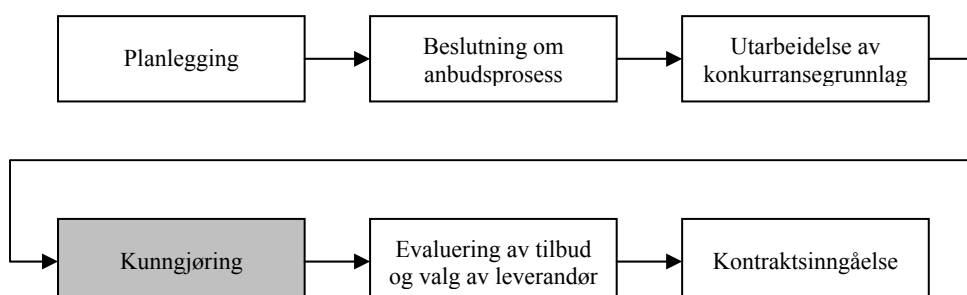 Planlegging
Beslutning om
anbudsprosess
Utarbeidelse av
konkurransegrunnlag
Kunngjøring
Evaluering av tilbud
og valg av leverandør
Kontraktsinngåelse